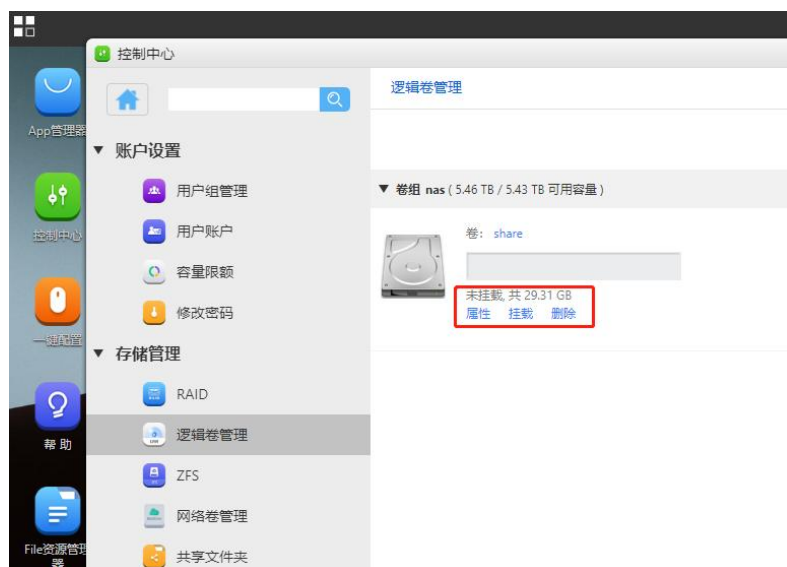 控制中心
App管理器
控制中心
一键配置
帮 助
File资源管理器
账户设置
用户组管理
用户账户
容量限额
修改密码
存储管理
RAID
逻辑卷管理
ZFS
网络卷管理
共享文件夹
逻辑卷管理
卷组 nas ( 5.46 TB / 5.43 TB 可用容量 )
卷: share
未挂载, 共 29.31 GB
属性 挂载 删除